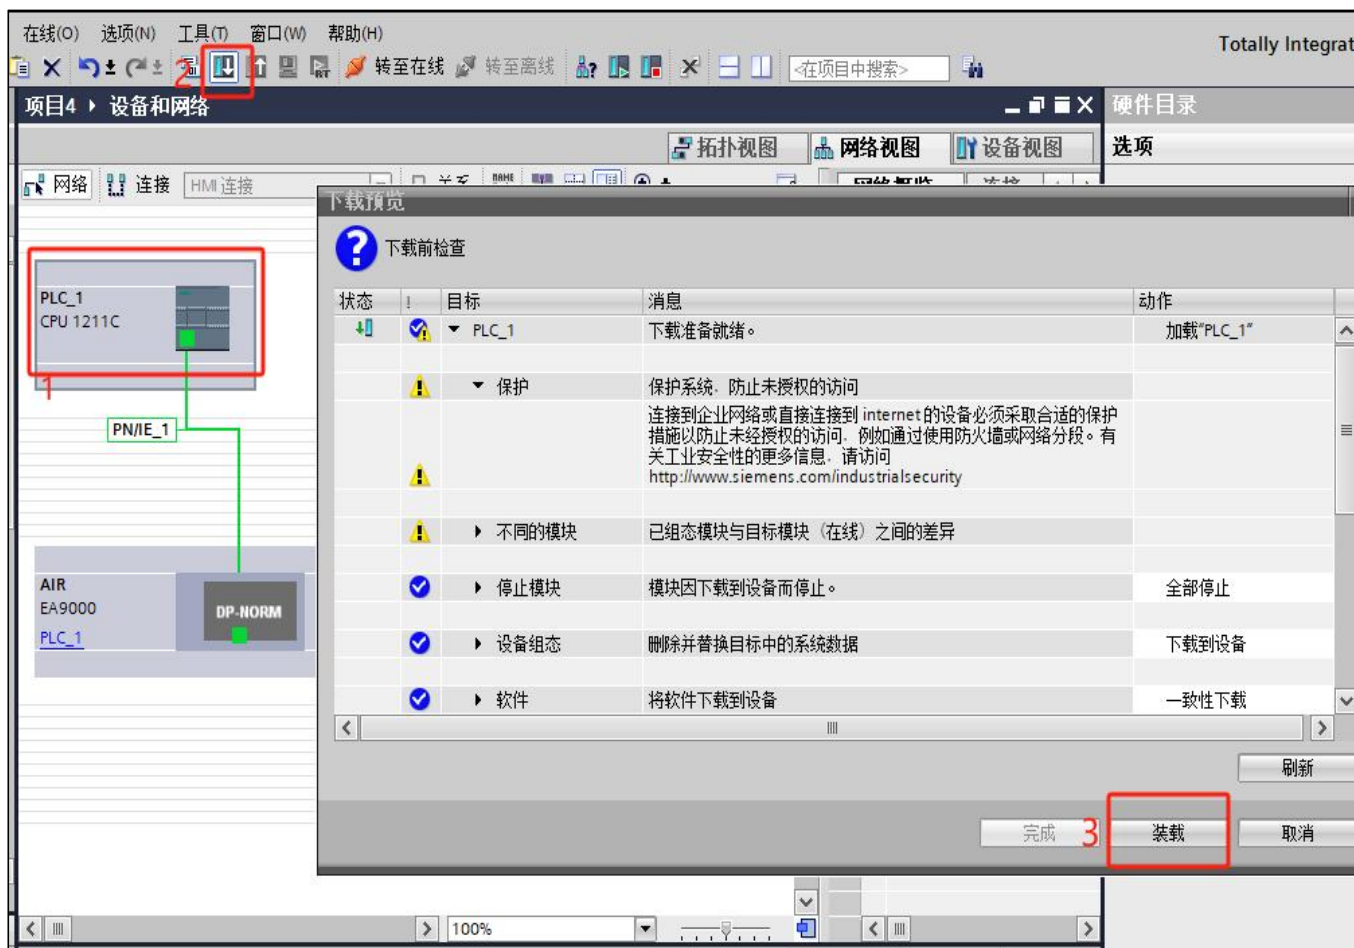 在线(O) 选项(N) 工具(T) 窗口(W) 帮助(H)
Totally Integrat
2
转至在线 转至离线 <在项目中搜索>
项目4 设备和网络
硬件目录
拓扑视图 网络视图 设备视图
选项
网络 连接 HMI 连接
下载预览
下载前检查
状态 ! 目标 消息 动作
PLC_1
CPU 1211C
1
PN/IE_1
AIR
EA9000
PLC_1
DP-NORM
PLC_1 下载准备就绪。 加载“PLC_1”
保护 保护系统，防止未授权的访问
连接到企业网络或直接连接到 internet 的设备必须采取合适的保护
措施以防止未经授权的访问，例如通过使用防火墙或网络分段。有
关工业安全性的更多信息，请访问
http://www.siemens.com/industrialsecurity
不同的模块 已组态模块与目标模块（在线）之间的差异
停止模块 模块因下载到设备而停止。 全部停止
设备组态 删除并替换目标中的系统数据 下载到设备
软件 将软件下载到设备 一致性下载
刷新
完成 3 装载 取消
100%